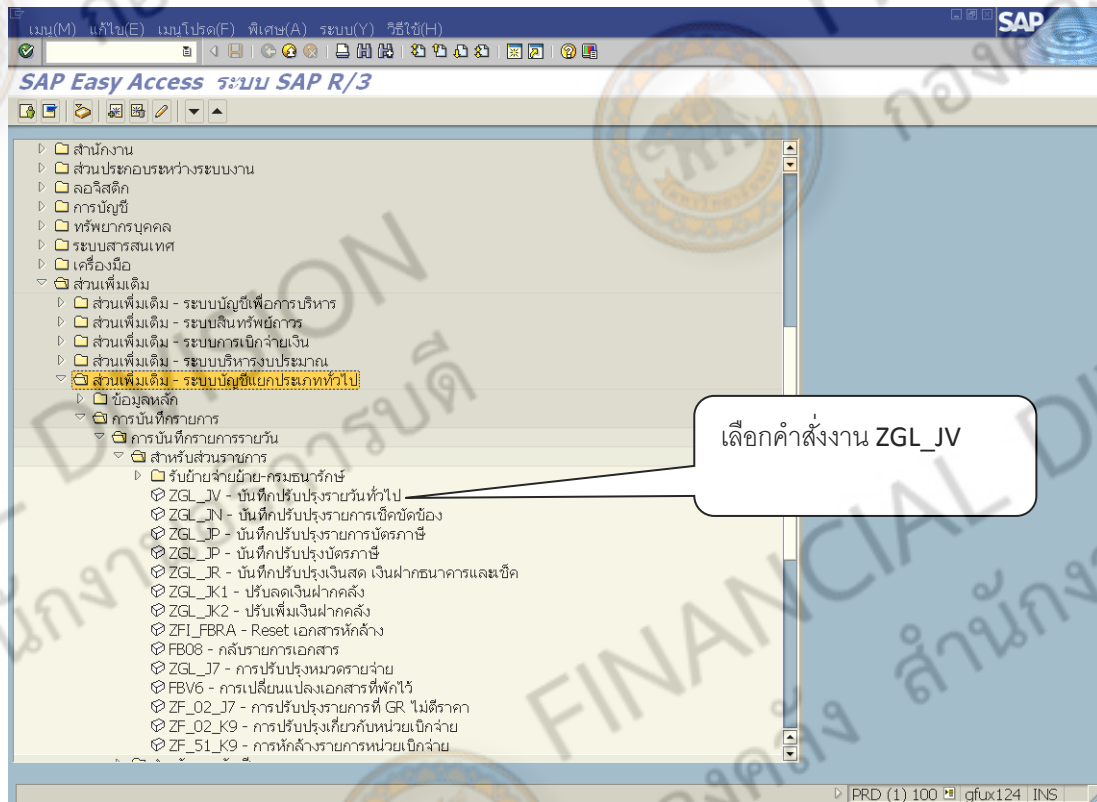 เมนู(M) แก้ไข(E) เมนูโปรด(F) พิเศษ(A) ระบบ(Y) วิธีใช้(H)
SAP
SAP Easy Access ระบบ SAP R/3
สำนักงาน
ส่วนประกอบระหว่างระบบงาน
ลอจิสติก
การบัญชี
ทรัพยากรบุคคล
ระบบสารสนเทศ
เครื่องมือ
ส่วนเพิ่มเติม
ส่วนเพิ่มเติม - ระบบบัญชีเพื่อการบริหาร
ส่วนเพิ่มเติม - ระบบสินทรัพย์ถาวร
ส่วนเพิ่มเติม - ระบบการเบิกจ่ายเงิน
ส่วนเพิ่มเติม - ระบบบริหารงบประมาณ
ส่วนเพิ่มเติม - ระบบบัญชีแยกประเภททั่วไป
ข้อมูลหลัก
การบันทึกรายการ
การบันทึกรายการรายวัน
สำหรับส่วนราชการ
รับย้ายจ่ายย้าย-กรมธนารักษ์
ZGL_JV - บันทึกปรับปรุงรายวันทั่วไป
ZGL_JN - บันทึกปรับปรุงรายการเช็คขัดข้อง
ZGL_JP - บันทึกปรับปรุงรายการบัตรภาษี
ZGL_JP - บันทึกปรับปรุงบัตรภาษี
ZGL_JR - บันทึกปรับปรุงเงินสด เงินฝากธนาคารและเช็ค
ZGL_JK1 - ปรับลดเงินฝากคลัง
ZGL_JK2 - ปรับเพิ่มเงินฝากคลัง
ZFI_FBRA - Reset เอกสารหักล้าง
FB08 - กลับรายการเอกสาร
ZGL_J7 - การปรับปรุงหมวดรายจ่าย
FBV6 - การเปลี่ยนแปลงเอกสารที่พักไว้
ZF_02_J7 - การปรับปรุงรายการที่ GR ไม่ตีราคา
ZF_02_K9 - การปรับปรุงเกี่ยวกับหน่วยเบิกจ่าย
ZF_51_K9 - การหักล้างรายการหน่วยเบิกจ่าย
เลือกคำสั่งงาน ZGL_JV
PRD (1) 100 gfux124 INS